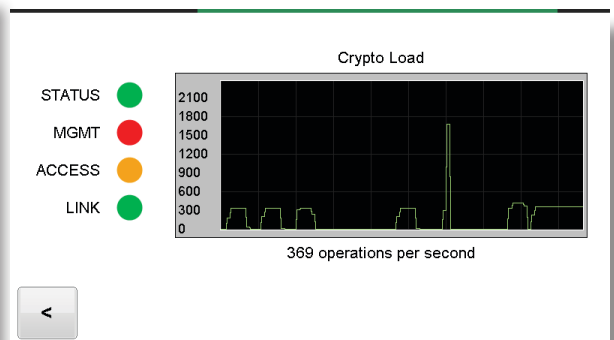 Crypto Load
STATUS
MGMT
ACCESS
LINK
2100
1800
1500
1200
900
600
300
0
369 operations per second
<